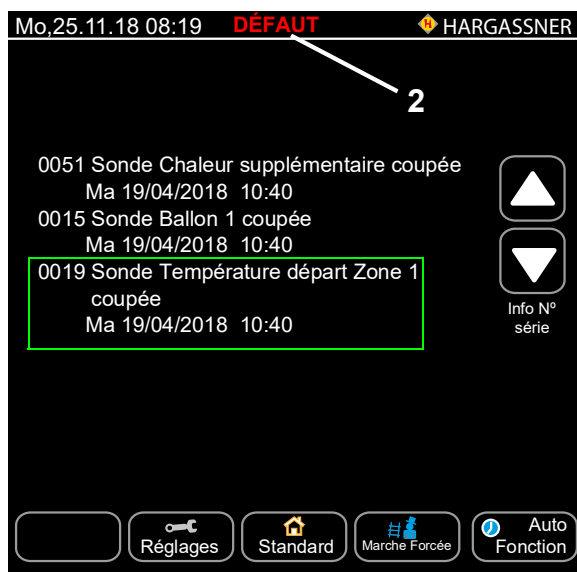 Mo,25.11.18 08:19 DÉFAUT H HARGASSNER
2
0051 Sonde Chaleur supplémentaire coupée
Ma 19/04/2018 10:40
0015 Sonde Ballon 1 coupée
Ma 19/04/2018 10:40
0019 Sonde Température départ Zone 1
coupée
Ma 19/04/2018 10:40
Info Nº
série
Réglages
Standard
Marche Forcée
Auto
Fonction